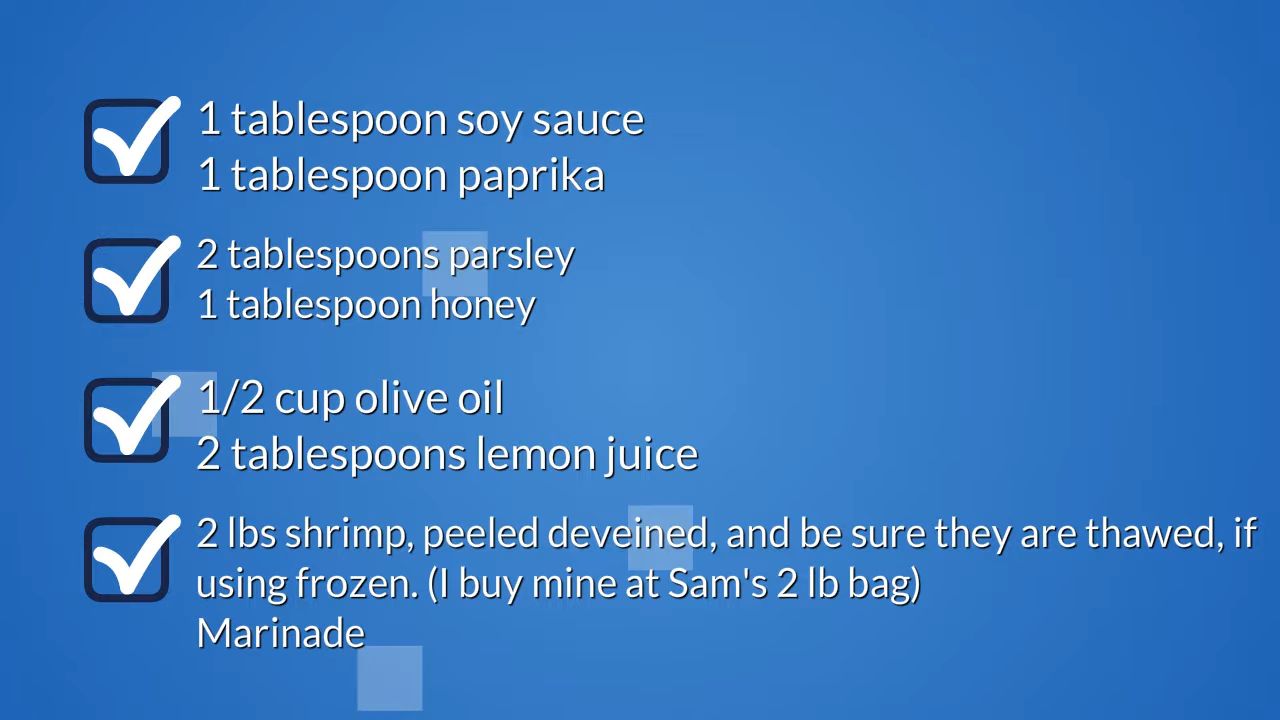 1 tablespoon soy sauce
1 tablespoon paprika
2 tablespoons parsley
1 tablespoon honey
1/2 cup olive oil
2 tablespoons lemon juice
2 lbs shrimp, peeled deveined, and be sure they are thawed, if
using frozen. (I buy mine at Sam's 2 lb bag)
Marinade